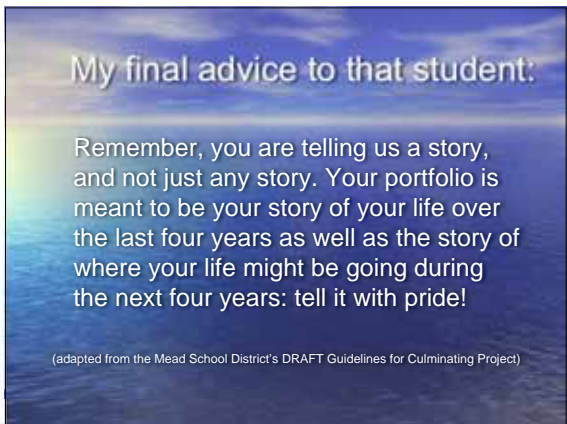 My final advice to that student:
Remember, you are telling us a story,
and not just any story. Your portfolio is
meant to be your story of your life over
the last four years as well as the story of
where your life might be going during
the next four years: tell it with pride!
(adapted from the Mead School District's DRAFT Guidelines for Culminating Project)